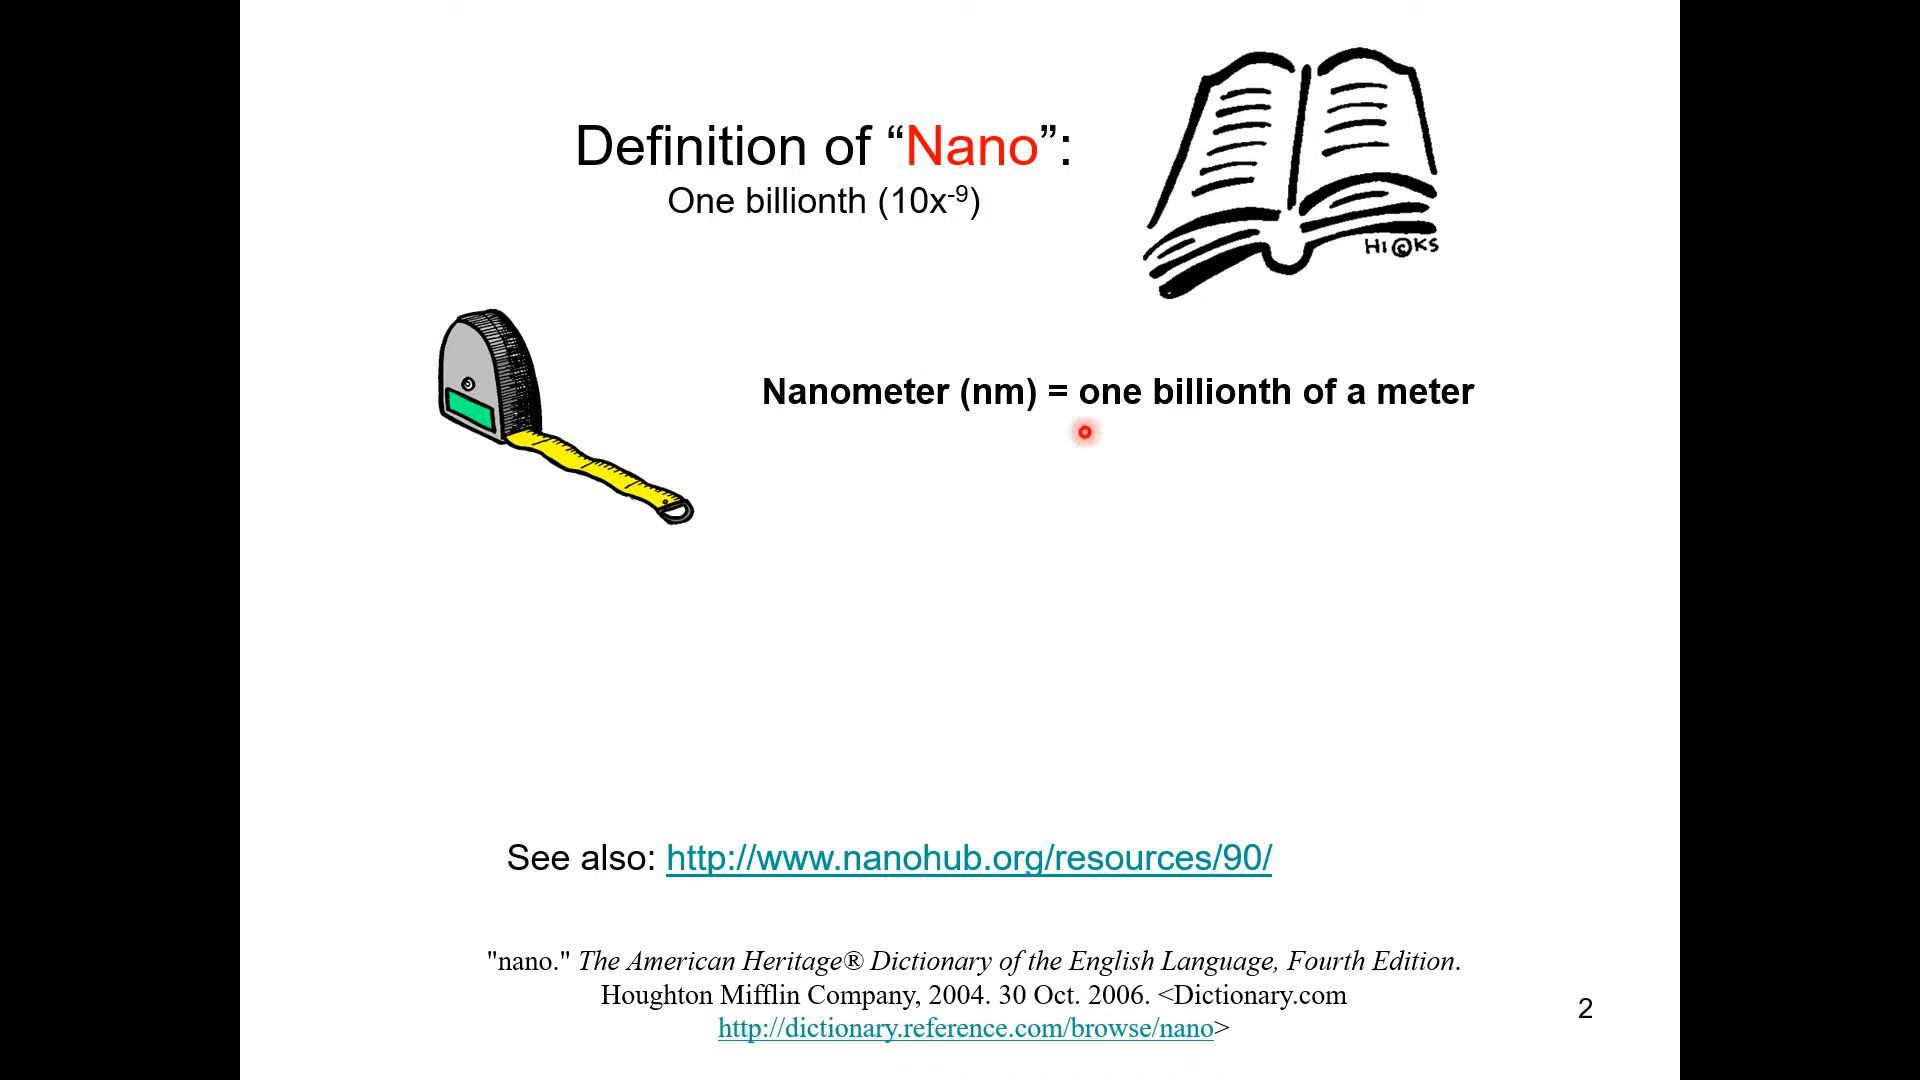 Definition of “Nano”:
One billionth (10x⁻⁹)
HI©KS
Nanometer (nm) = one billionth of a meter
See also: http://www.nanohub.org/resources/90/
"nano." The American Heritage® Dictionary of the English Language, Fourth Edition.
Houghton Mifflin Company, 2004. 30 Oct. 2006. <Dictionary.com
http://dictionary.reference.com/browse/nano>
2